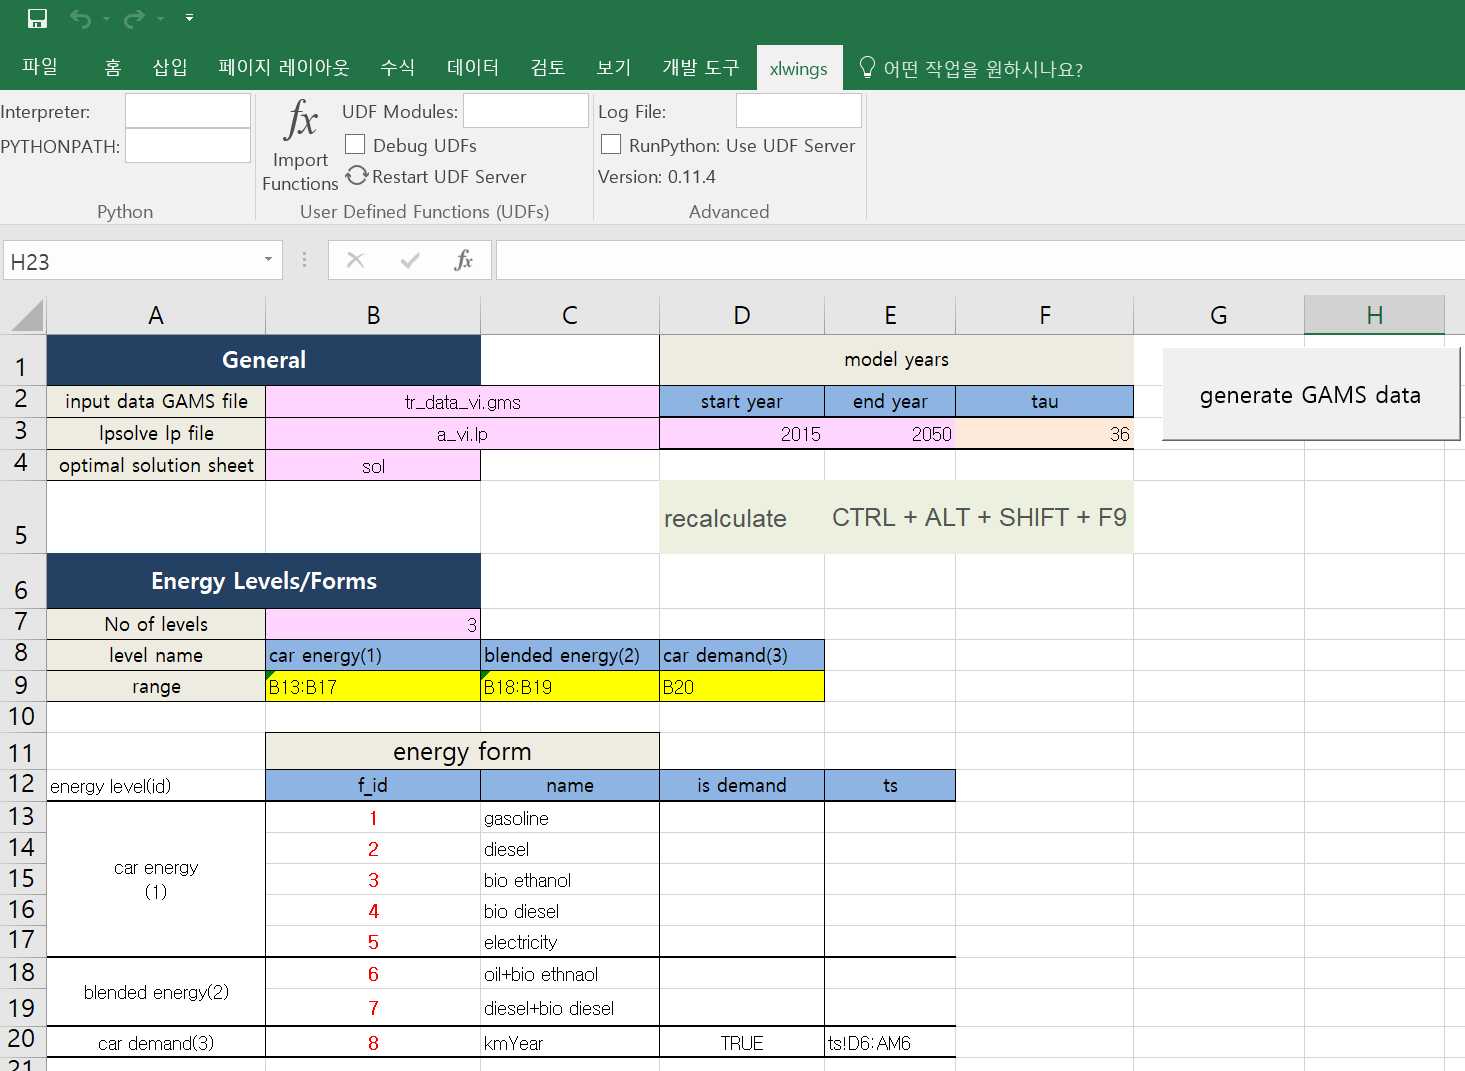 파일 홈 삽입 페이지 레이아웃 수식 데이터 검토 보기 개발 도구 xlwings 어떤 작업을 원하시나요?
Interpreter: UDF Modules: Log File:
PYTHONPATH: Debug UDFs RunPython: Use UDF Server
fx
Import
Functions
Restart UDF Server Version: 0.11.4
Python User Defined Functions (UDFs) Advanced
H23 fx
A B C D E F G H
1 General model years
generate GAMS data
2 input data GAMS file tr_data_vi.gms start year end year tau
3 lpsolve lp file a_vi.lp 2015 2050 36
4 optimal solution sheet sol
5 recalculate CTRL + ALT + SHIFT + F9
6 Energy Levels/Forms
7 No of levels 3
8 level name car energy(1) blended energy(2) car demand(3)
9 range B13:B17 B18:B19 B20
10
11 energy form
12 energy level(id) f_id name is demand ts
13 1 gasoline
14 2 diesel
car energy
(1)
15 3 bio ethanol
16 4 bio diesel
17 5 electricity
18 6 oil+bio ethnaol
blended energy(2)
19 7 diesel+bio diesel
20 car demand(3) 8 kmYear TRUE ts!D6:AM6
21